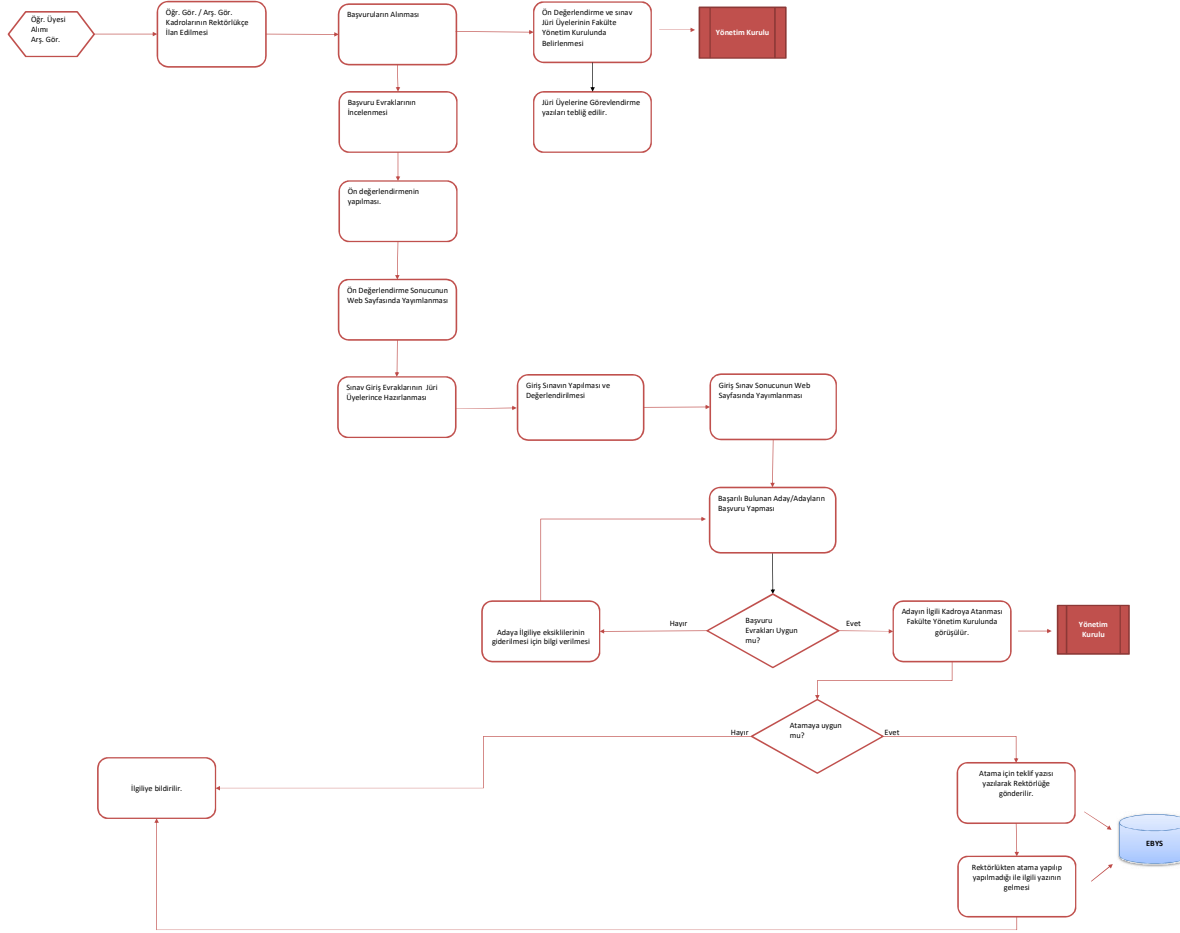 Öğr. Üyesi
Alımı
Arş. Gör.
Öğr. Gör. / Arş. Gör.
Kadrolarının Rektörlükçe
İlan Edilmesi
Başvuruların Alınması
Ön Değerlendirme ve sınav
Jüri Üyelerinin Fakülte
Yönetim Kurulunda
Belirlenmesi
Yönetim Kurulu
Başvuru Evraklarının
İncelenmesi
Jüri Üyelerine Görevlendirme
yazıları tebliğ edilir.
Ön değerlendirmenin
yapılması.
Ön Değerlendirme Sonucunun
Web Sayfasında Yayımlanması
Sınav Giriş Evraklarının Jüri
Üyelerince Hazırlanması
Giriş Sınavın Yapılması ve
Değerlendirilmesi
Giriş Sınav Sonucunun Web
Sayfasında Yayımlanması
Başarılı Bulunan Aday/Adayların
Başvuru Yapması
Adaya İlgiliye eksiklilerinin
giderilmesi için bilgi verilmesi
Hayır
Başvuru
Evrakları Uygun
mu?
Evet
Adayın İlgili Kadroya Atanması
Fakülte Yönetim Kurulunda
görüşülür.
Yönetim
Kurulu
Hayır
Atamaya uygun
mu?
Evet
İlgiliye bildirilir.
Atama için teklif yazısı
yazılarak Rektörlüğe
gönderilir.
EBYS
Rektörlükten atama yapılıp
yapılmadığı ile ilgili yazının
gelmesi